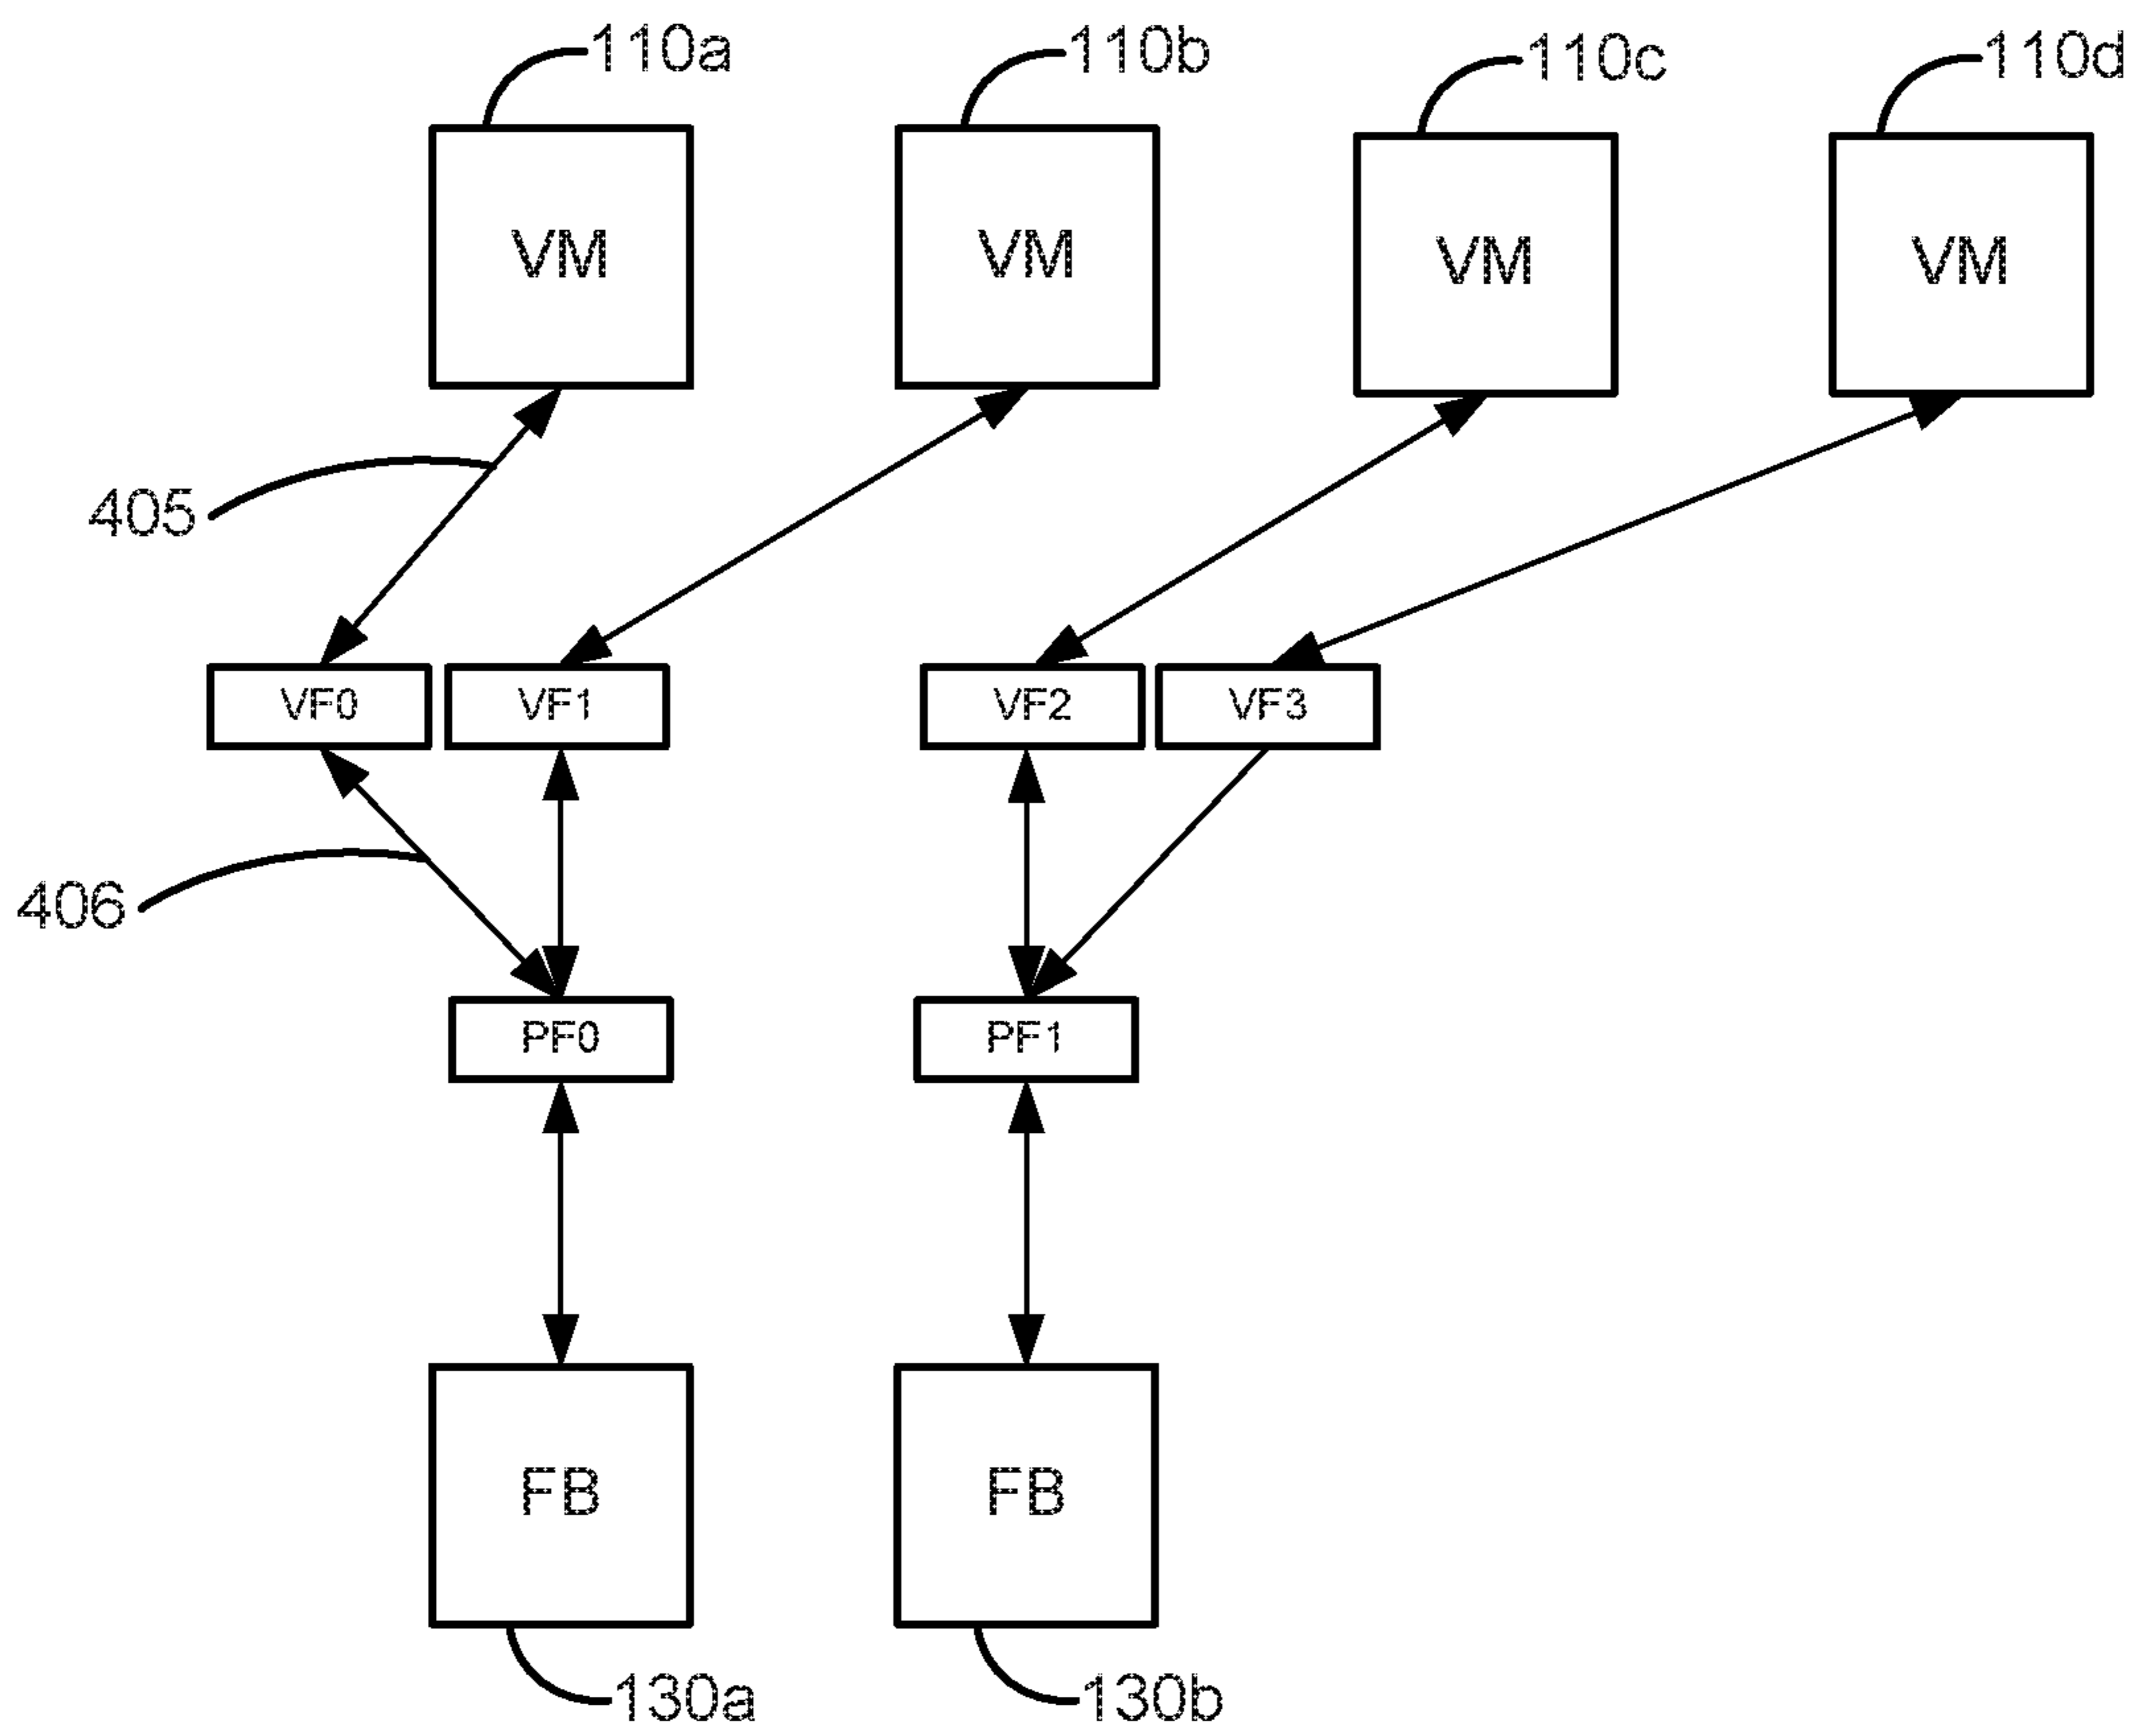 110a
110b
110c
110d
VM
VM
VM
VM
405
VF0
VF1
VF2
VF3
406
PF0
PF1
FB
FB
130a
130b